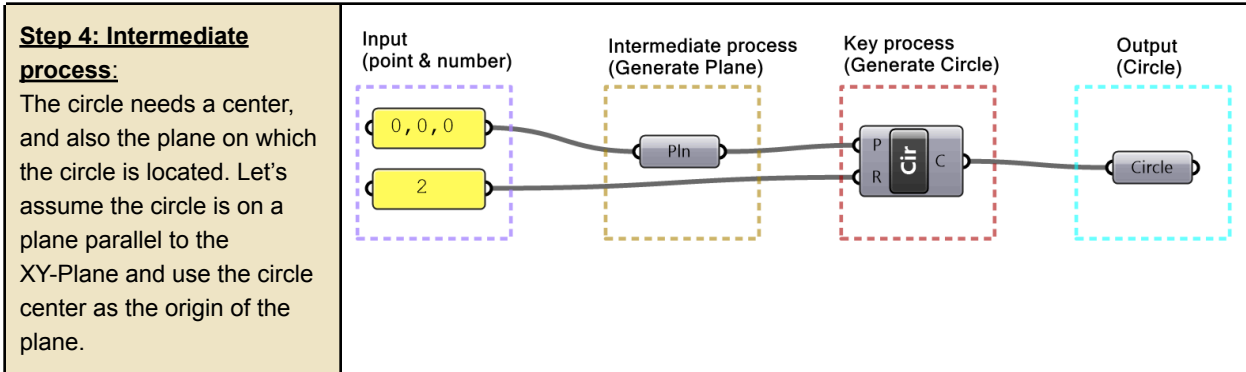 Step 4: Intermediate
process:
The circle needs a center,
and also the plane on which
the circle is located. Let’s
assume the circle is on a
plane parallel to the
XY-Plane and use the circle
center as the origin of the
plane.
Input
(point & number)
Intermediate process
(Generate Plane)
Key process
(Generate Circle)
Output
(Circle)
0,0,0
2
Pln
P
R
Cir
C
Circle